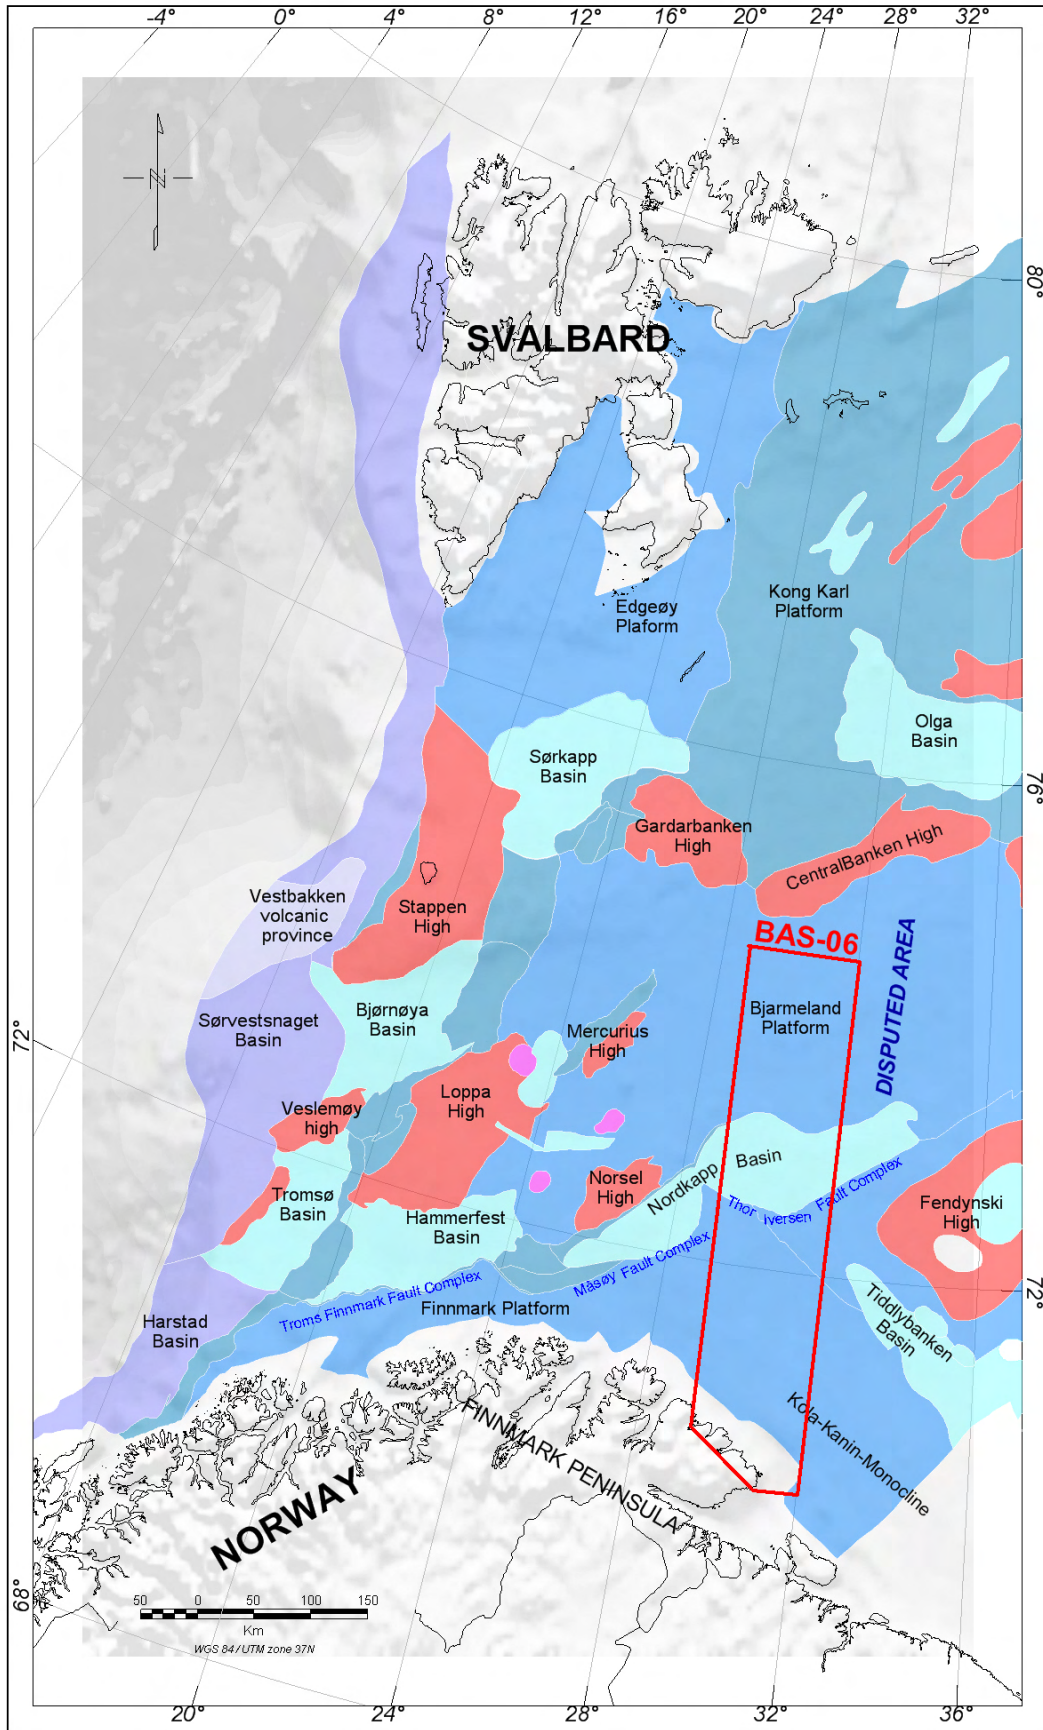 -4°
0°
4°
8°
12°
16°
20°
24°
28°
32°
N
80°
SVALBARD
Kong Karl
Platform
Edgeøy
Plaform
Olga
Basin
Sørkapp
Basin
76°
Gardarbanken
High
CentralBanken High
Vestbakken
volcanic
province
Stappen
High
BAS-06
DISPUTED AREA
Bjørnøya
Basin
Bjarmeland
Platform
Sørvestsnaget
Basin
72°
Mercurius
High
Loppa
High
Veslemøy
high
Nordkapp Basin
Norsel
High
Tromsø
Basin
Thor Iversen Fault Complex
Fendynski
High
Hammerfest
Basin
Måsøy Fault Complex
72°
Troms Finnmark Fault Complex
Finnmark Platform
Tiddlybanken
Basin
Harstad
Basin
Kola-Kanin-Monocline
FINNMARK PENINSULA
NORWAY
68°
50 0 50 100 150
Km
WGS 84 / UTM zone 37N
20°
24°
28°
32°
36°